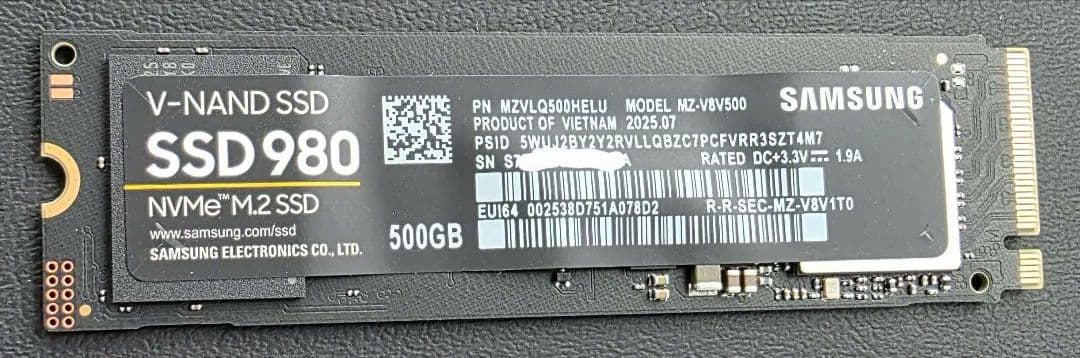 V-NAND SSD
SSD 980
NVMe™ M.2 SSD
www.samsung.com/ssd
SAMSUNG ELECTRONICS CO., LTD.
500GB
PN MZVLQ500HELU MODEL MZ-V8V500
PRODUCT OF VIETNAM 2025.07
PSID 5WUJ2BY2Y2RVLLQBZC7PCFVRR3SZT4M7
SN S7 A RATED DC+3.3V⎓ 1.9A
EUI64 002538D751A078D2 R-R-SEC-MZ-V8V1T0
SAMSUNG